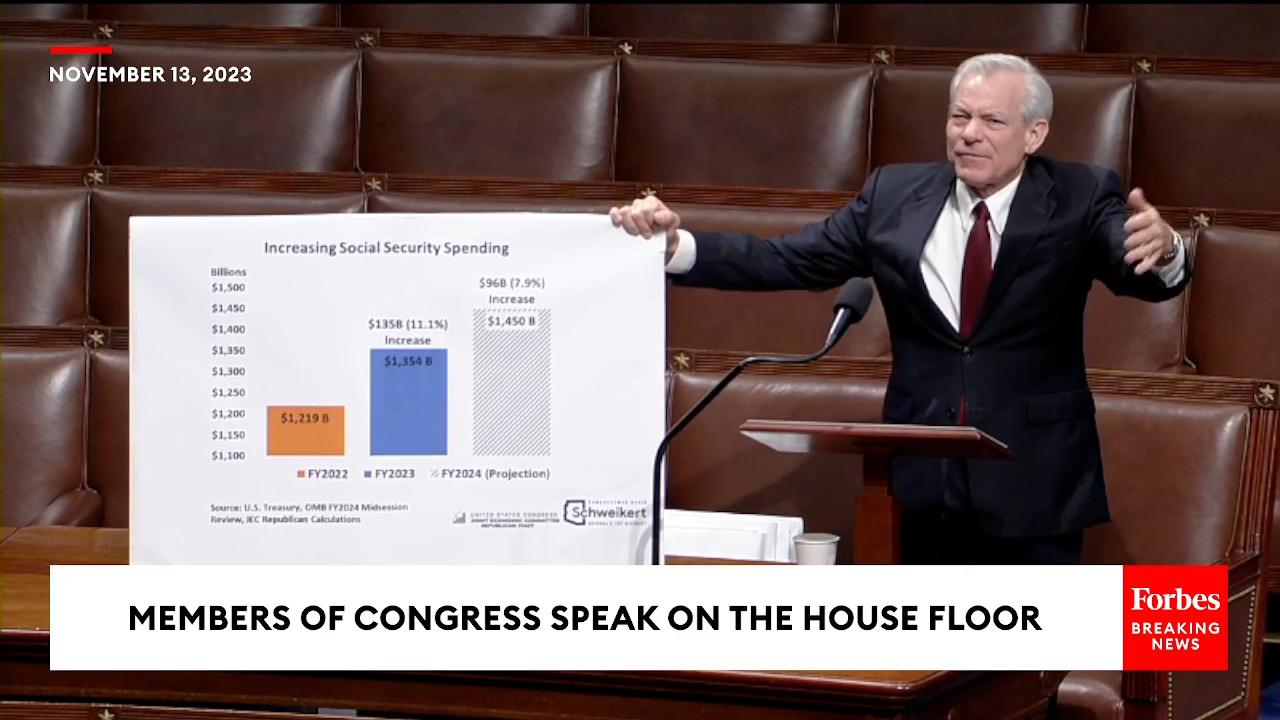 NOVEMBER 13, 2023
Increasing Social Security Spending
Billions
$1,500
$1,450
$1,400
$1,350
$1,300
$1,250
$1,200
$1,150
$1,100
$1,219 B
$135B (11.1%)
Increase
$1,354 B
$96B (7.9%)
Increase
$1,450 B
FY2022 FY2023 FY2024 (Projection)
Source: U.S. Treasury, OMB FY2024 Midsession
Review, JEC Republican Calculations
UNITED STATES CONGRESS
JOINT ECONOMIC COMMITTEE
REPUBLICAN STAFF
Schweikert
MEMBERS OF CONGRESS SPEAK ON THE HOUSE FLOOR
Forbes
BREAKING
NEWS